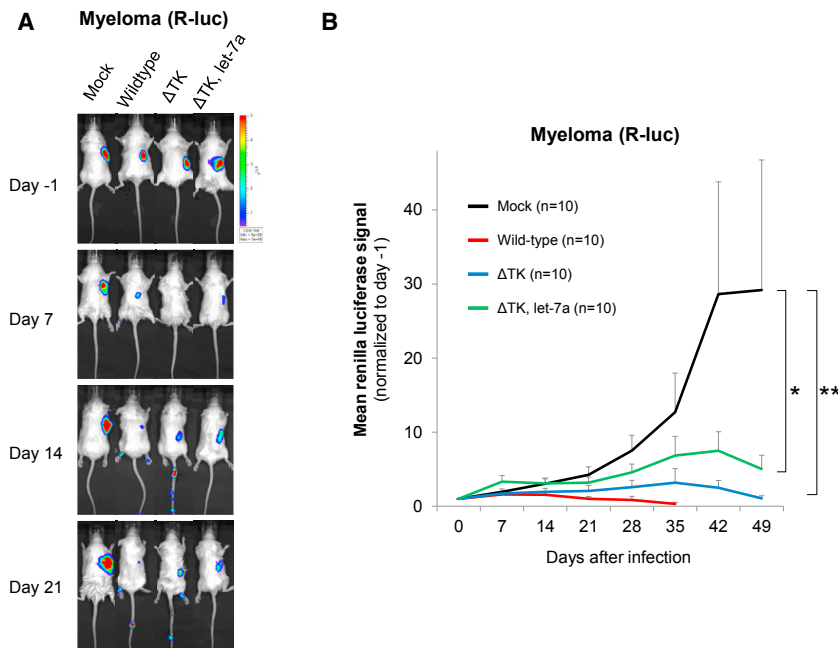 A
Myeloma (R-luc)
Mock
Wildtype
ΔTK
ΔTK, let-7a
Day -1
Day 7
Day 14
Day 21
B
Myeloma (R-luc)
Mean renilla luciferase signal
(normalized to day -1)
40
30
20
10
1
Mock (n=10)
Wild-type (n=10)
ΔTK (n=10)
ΔTK, let-7a (n=10)
*
**
0 7 14 21 28 35 42 49
Days after infection